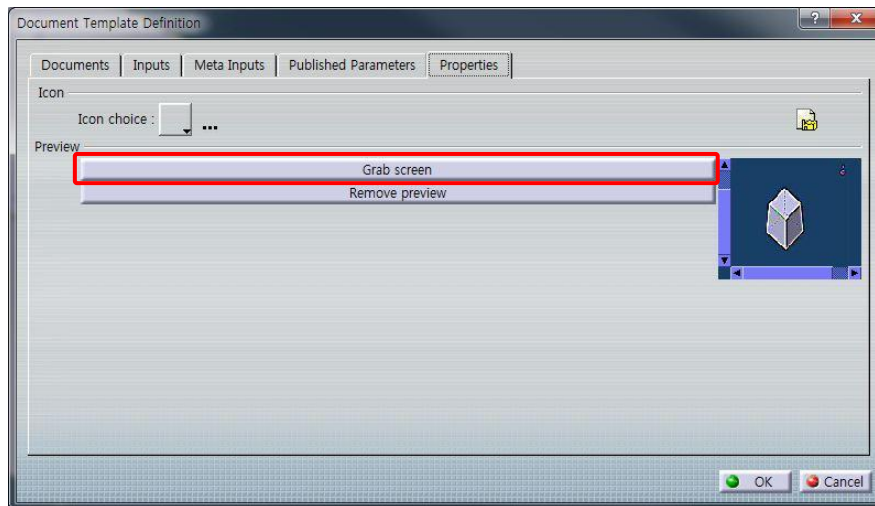 Document Template Definition
?
Documents Inputs Meta Inputs Published Parameters Properties
Icon
Icon choice : ...
Preview
Grab screen
Remove preview
OK Cancel